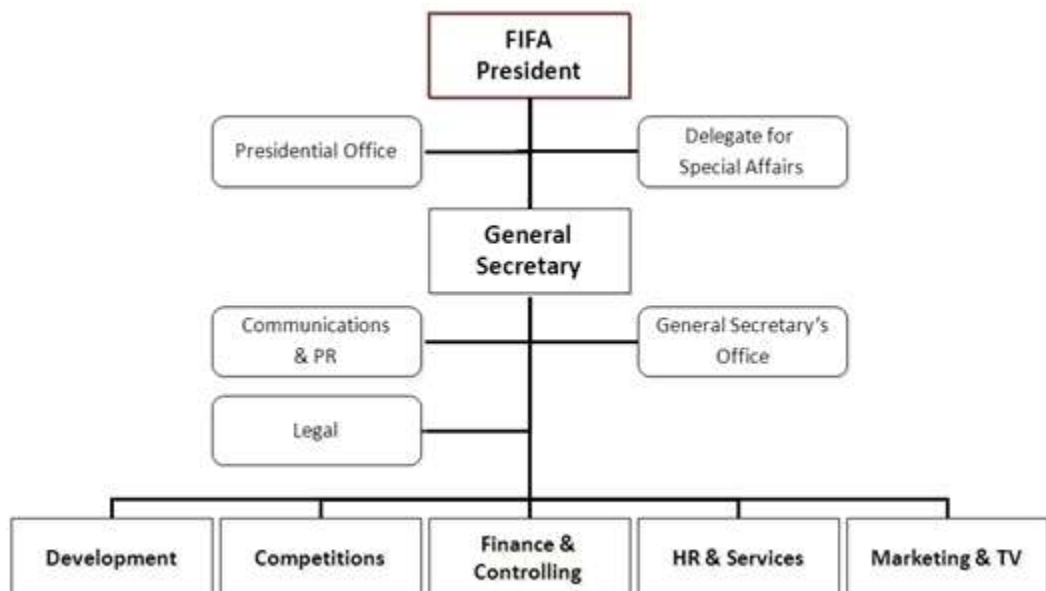 FIFA
President
Presidential Office
Delegate for
Special Affairs
General
Secretary
Communications
& PR
General Secretary’s
Office
Legal
Development
Competitions
Finance &
Controlling
HR & Services
Marketing & TV